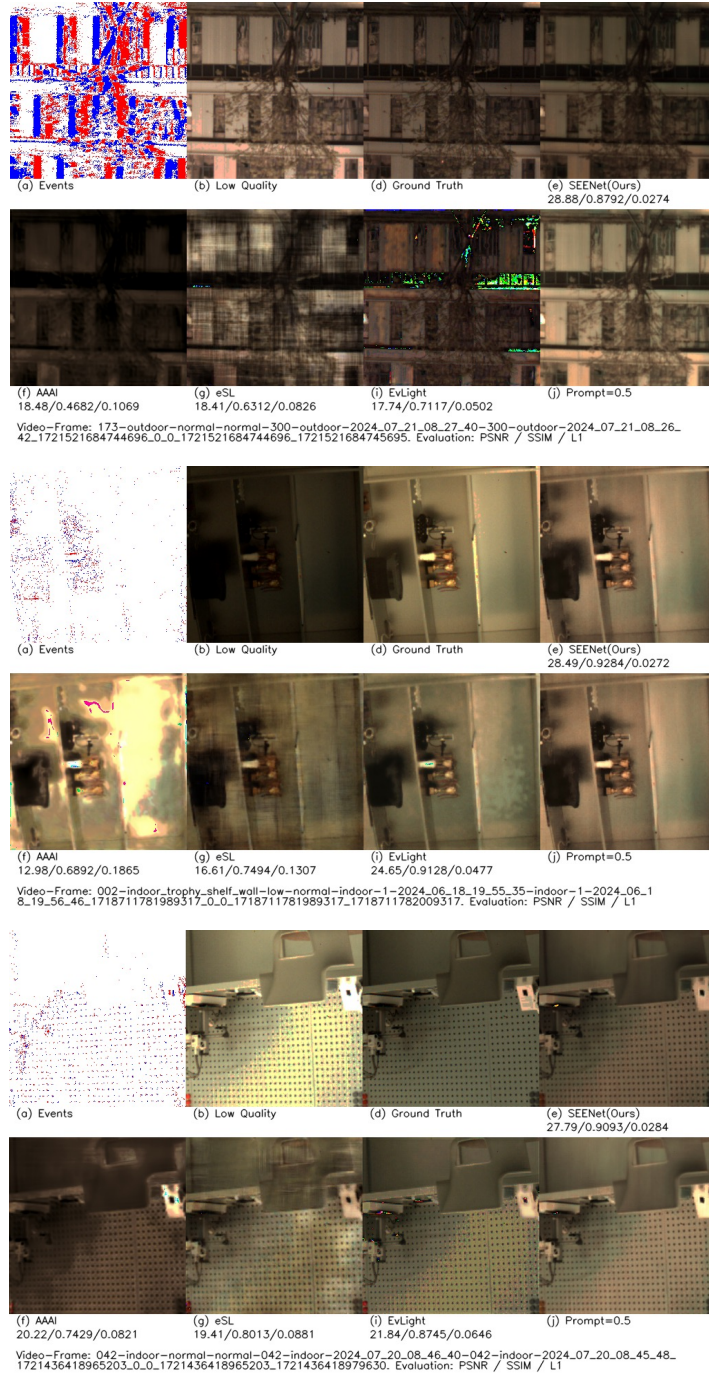 (a) Events (b) Low Quality (d) Ground Truth (e) SEENet(Ours)
28.88/0.8792/0.0274
(f) AAAI (g) eSL (i) EvLight (j) Prompt=0.5
18.48/0.4682/0.1069 18.41/0.6312/0.0826 17.74/0.7117/0.0502
Video-Frame: 173-outdoor-normal-normal-300-outdoor-2024_07_21_08_27_40-300-outdoor-2024_07_21_08_26_
42_1721521684744696_0_0_1721521684744696_1721521684745695. Evaluation: PSNR / SSIM / L1
(a) Events (b) Low Quality (d) Ground Truth (e) SEENet(Ours)
28.49/0.9284/0.0272
(f) AAAI (g) eSL (i) EvLight (j) Prompt=0.5
12.98/0.6892/0.1865 16.61/0.7494/0.1307 24.65/0.9128/0.0477
Video-Frame: 002-indoor_trophy_shelf_wall-low-normal-indoor-1-2024_06_18_19_55_35-indoor-1-2024_06_1
8_19_56_46_1718711781989317_0_0_1718711781989317_1718711782009317. Evaluation: PSNR / SSIM / L1
(a) Events (b) Low Quality (d) Ground Truth (e) SEENet(Ours)
27.79/0.9093/0.0284
(f) AAAI (g) eSL (i) EvLight (j) Prompt=0.5
20.22/0.7429/0.0821 19.41/0.8013/0.0881 21.84/0.8745/0.0646
Video-Frame: 042-indoor-normal-normal-042-indoor-2024_07_20_08_46_40-042-indoor-2024_07_20_08_45_48_
1721436418965203_0_0_1721436418965203_1721436418979630. Evaluation: PSNR / SSIM / L1